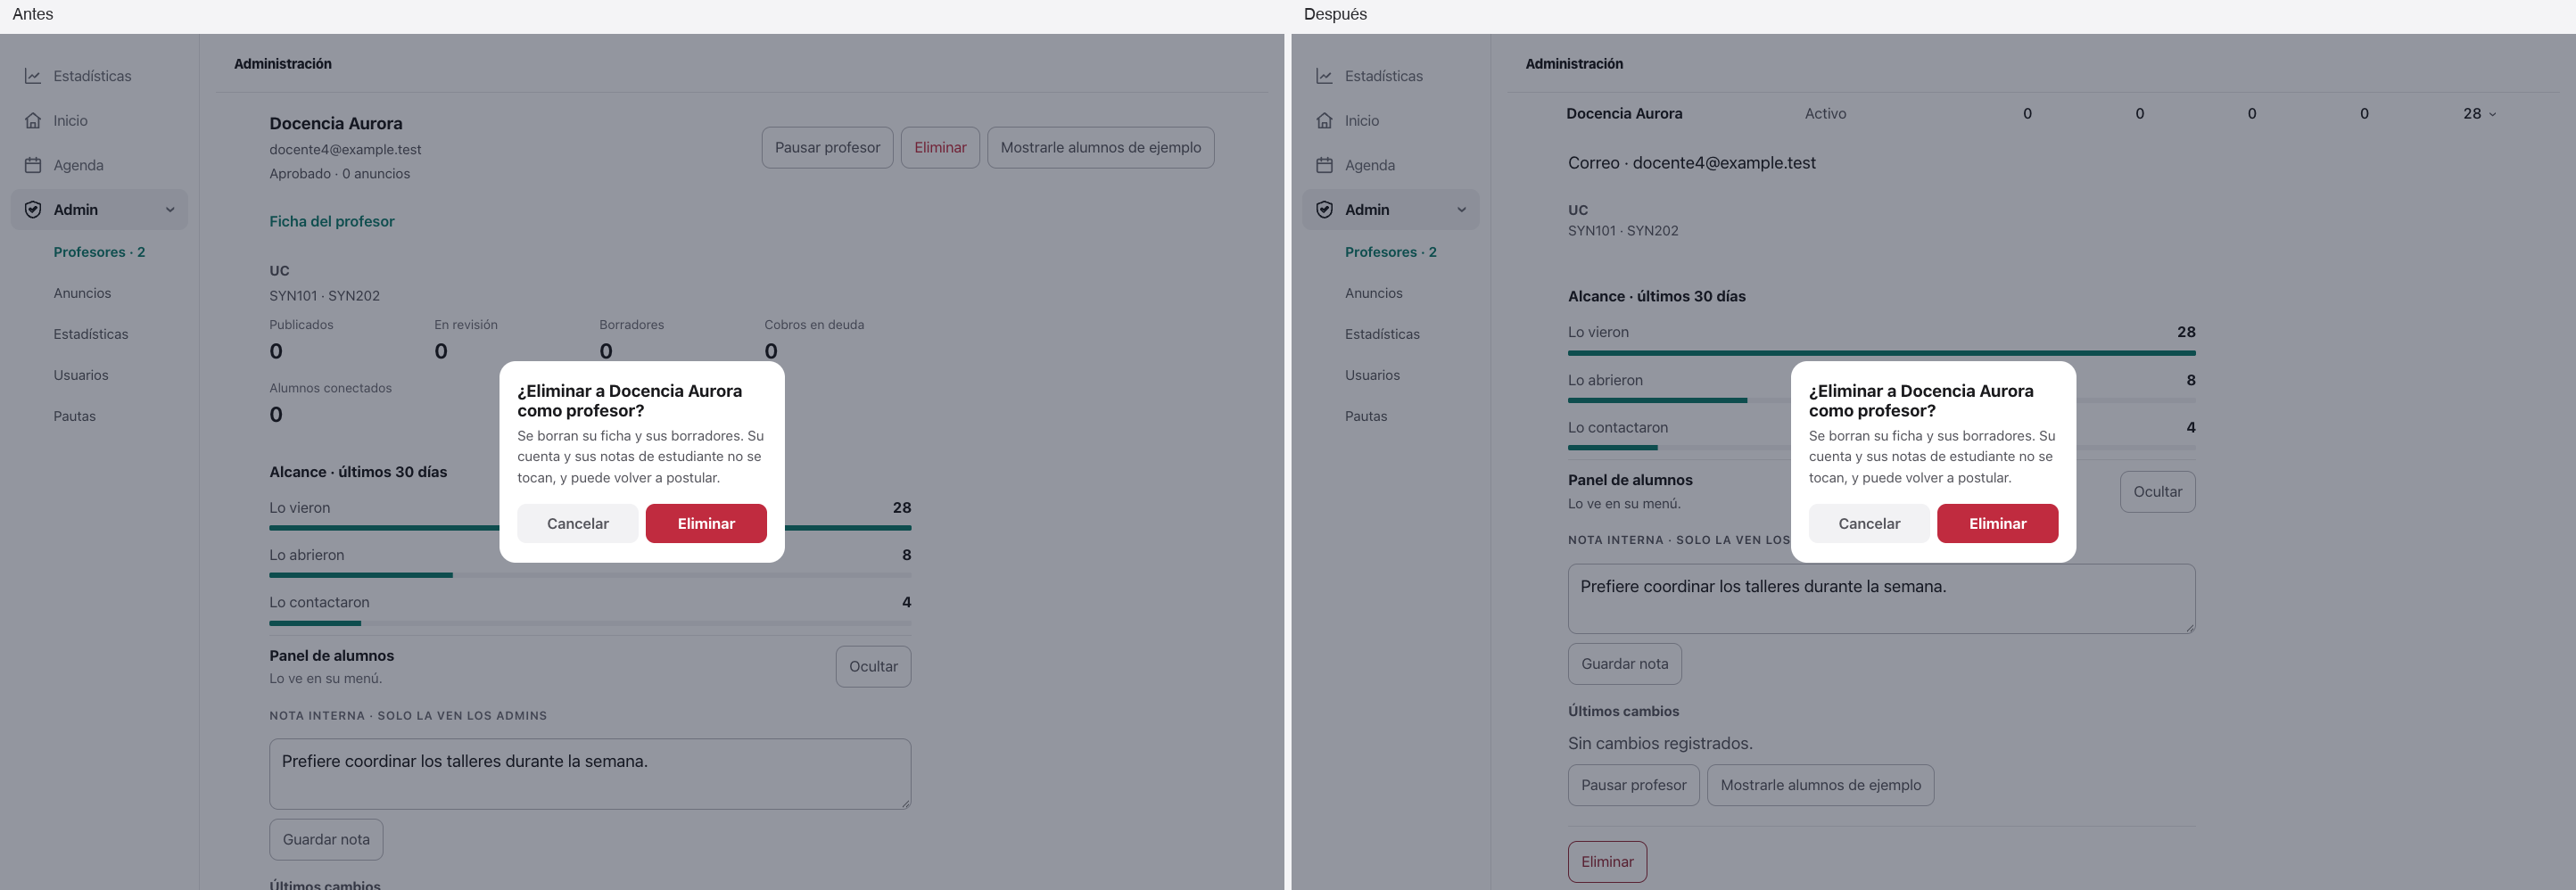 Antes
Estadísticas
Inicio
Agenda
Admin
Profesores · 2
Anuncios
Estadísticas
Usuarios
Pautas
Administración
Docencia Aurora
docente4@example.test
Aprobado · 0 anuncios
Pausar profesor
Eliminar
Mostrarle alumnos de ejemplo
Ficha del profesor
UC
SYN101 · SYN202
Publicados
0
En revisión
0
Borradores
0
Cobros en deuda
0
Alumnos conectados
0
Alcance · últimos 30 días
Lo vieron
28
Lo abrieron
8
Lo contactaron
4
Panel de alumnos
Lo ve en su menú.
Ocultar
NOTA INTERNA · SOLO LA VEN LOS ADMINS
Prefiere coordinar los talleres durante la semana.
Guardar nota
Últimos cambios
¿Eliminar a Docencia Aurora
como profesor?
Se borran su ficha y sus borradores. Su
cuenta y sus notas de estudiante no se
tocan, y puede volver a postular.
Cancelar
Eliminar
Después
Estadísticas
Inicio
Agenda
Admin
Profesores · 2
Anuncios
Estadísticas
Usuarios
Pautas
Administración
Docencia Aurora
Activo
0
0
0
0
28
Correo · docente4@example.test
UC
SYN101 · SYN202
Alcance · últimos 30 días
Lo vieron
28
Lo abrieron
8
Lo contactaron
4
Panel de alumnos
Lo ve en su menú.
Ocultar
NOTA INTERNA · SOLO LA VEN LOS
Prefiere coordinar los talleres durante la semana.
Guardar nota
Últimos cambios
Sin cambios registrados.
Pausar profesor
Mostrarle alumnos de ejemplo
Eliminar
¿Eliminar a Docencia Aurora
como profesor?
Se borran su ficha y sus borradores. Su
cuenta y sus notas de estudiante no se
tocan, y puede volver a postular.
Cancelar
Eliminar